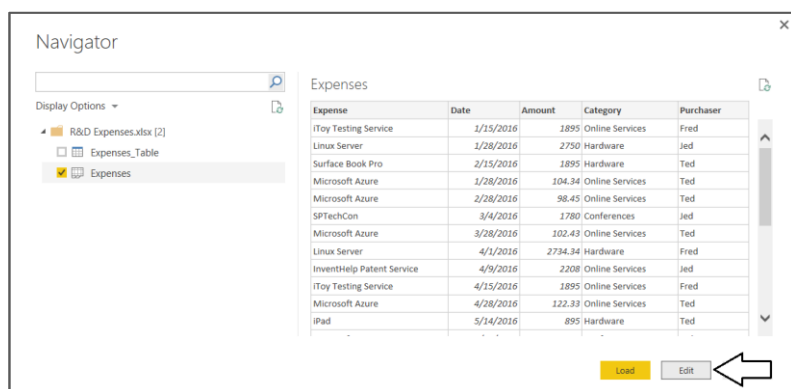 Navigator
Display Options
R&D Expenses.xlsx [2]
Expenses_Table
Expenses
Expenses
Expense Date Amount Category Purchaser
iToy Testing Service 1/15/2016 1895 Online Services Fred
Linux Server 1/28/2016 2750 Hardware Jed
Surface Book Pro 2/15/2016 1895 Hardware Ted
Microsoft Azure 1/28/2016 104.34 Online Services Ted
Microsoft Azure 2/28/2016 98.45 Online Services Ted
SPTechCon 3/4/2016 1780 Conferences Jed
Microsoft Azure 3/28/2016 102.43 Online Services Ted
Linux Server 4/1/2016 2734.34 Hardware Fred
InventHelp Patent Service 4/9/2016 2208 Online Services Jed
iToy Testing Service 4/15/2016 1895 Online Services Fred
Microsoft Azure 4/28/2016 122.33 Online Services Ted
iPad 5/14/2016 895 Hardware Ted
Load Edit